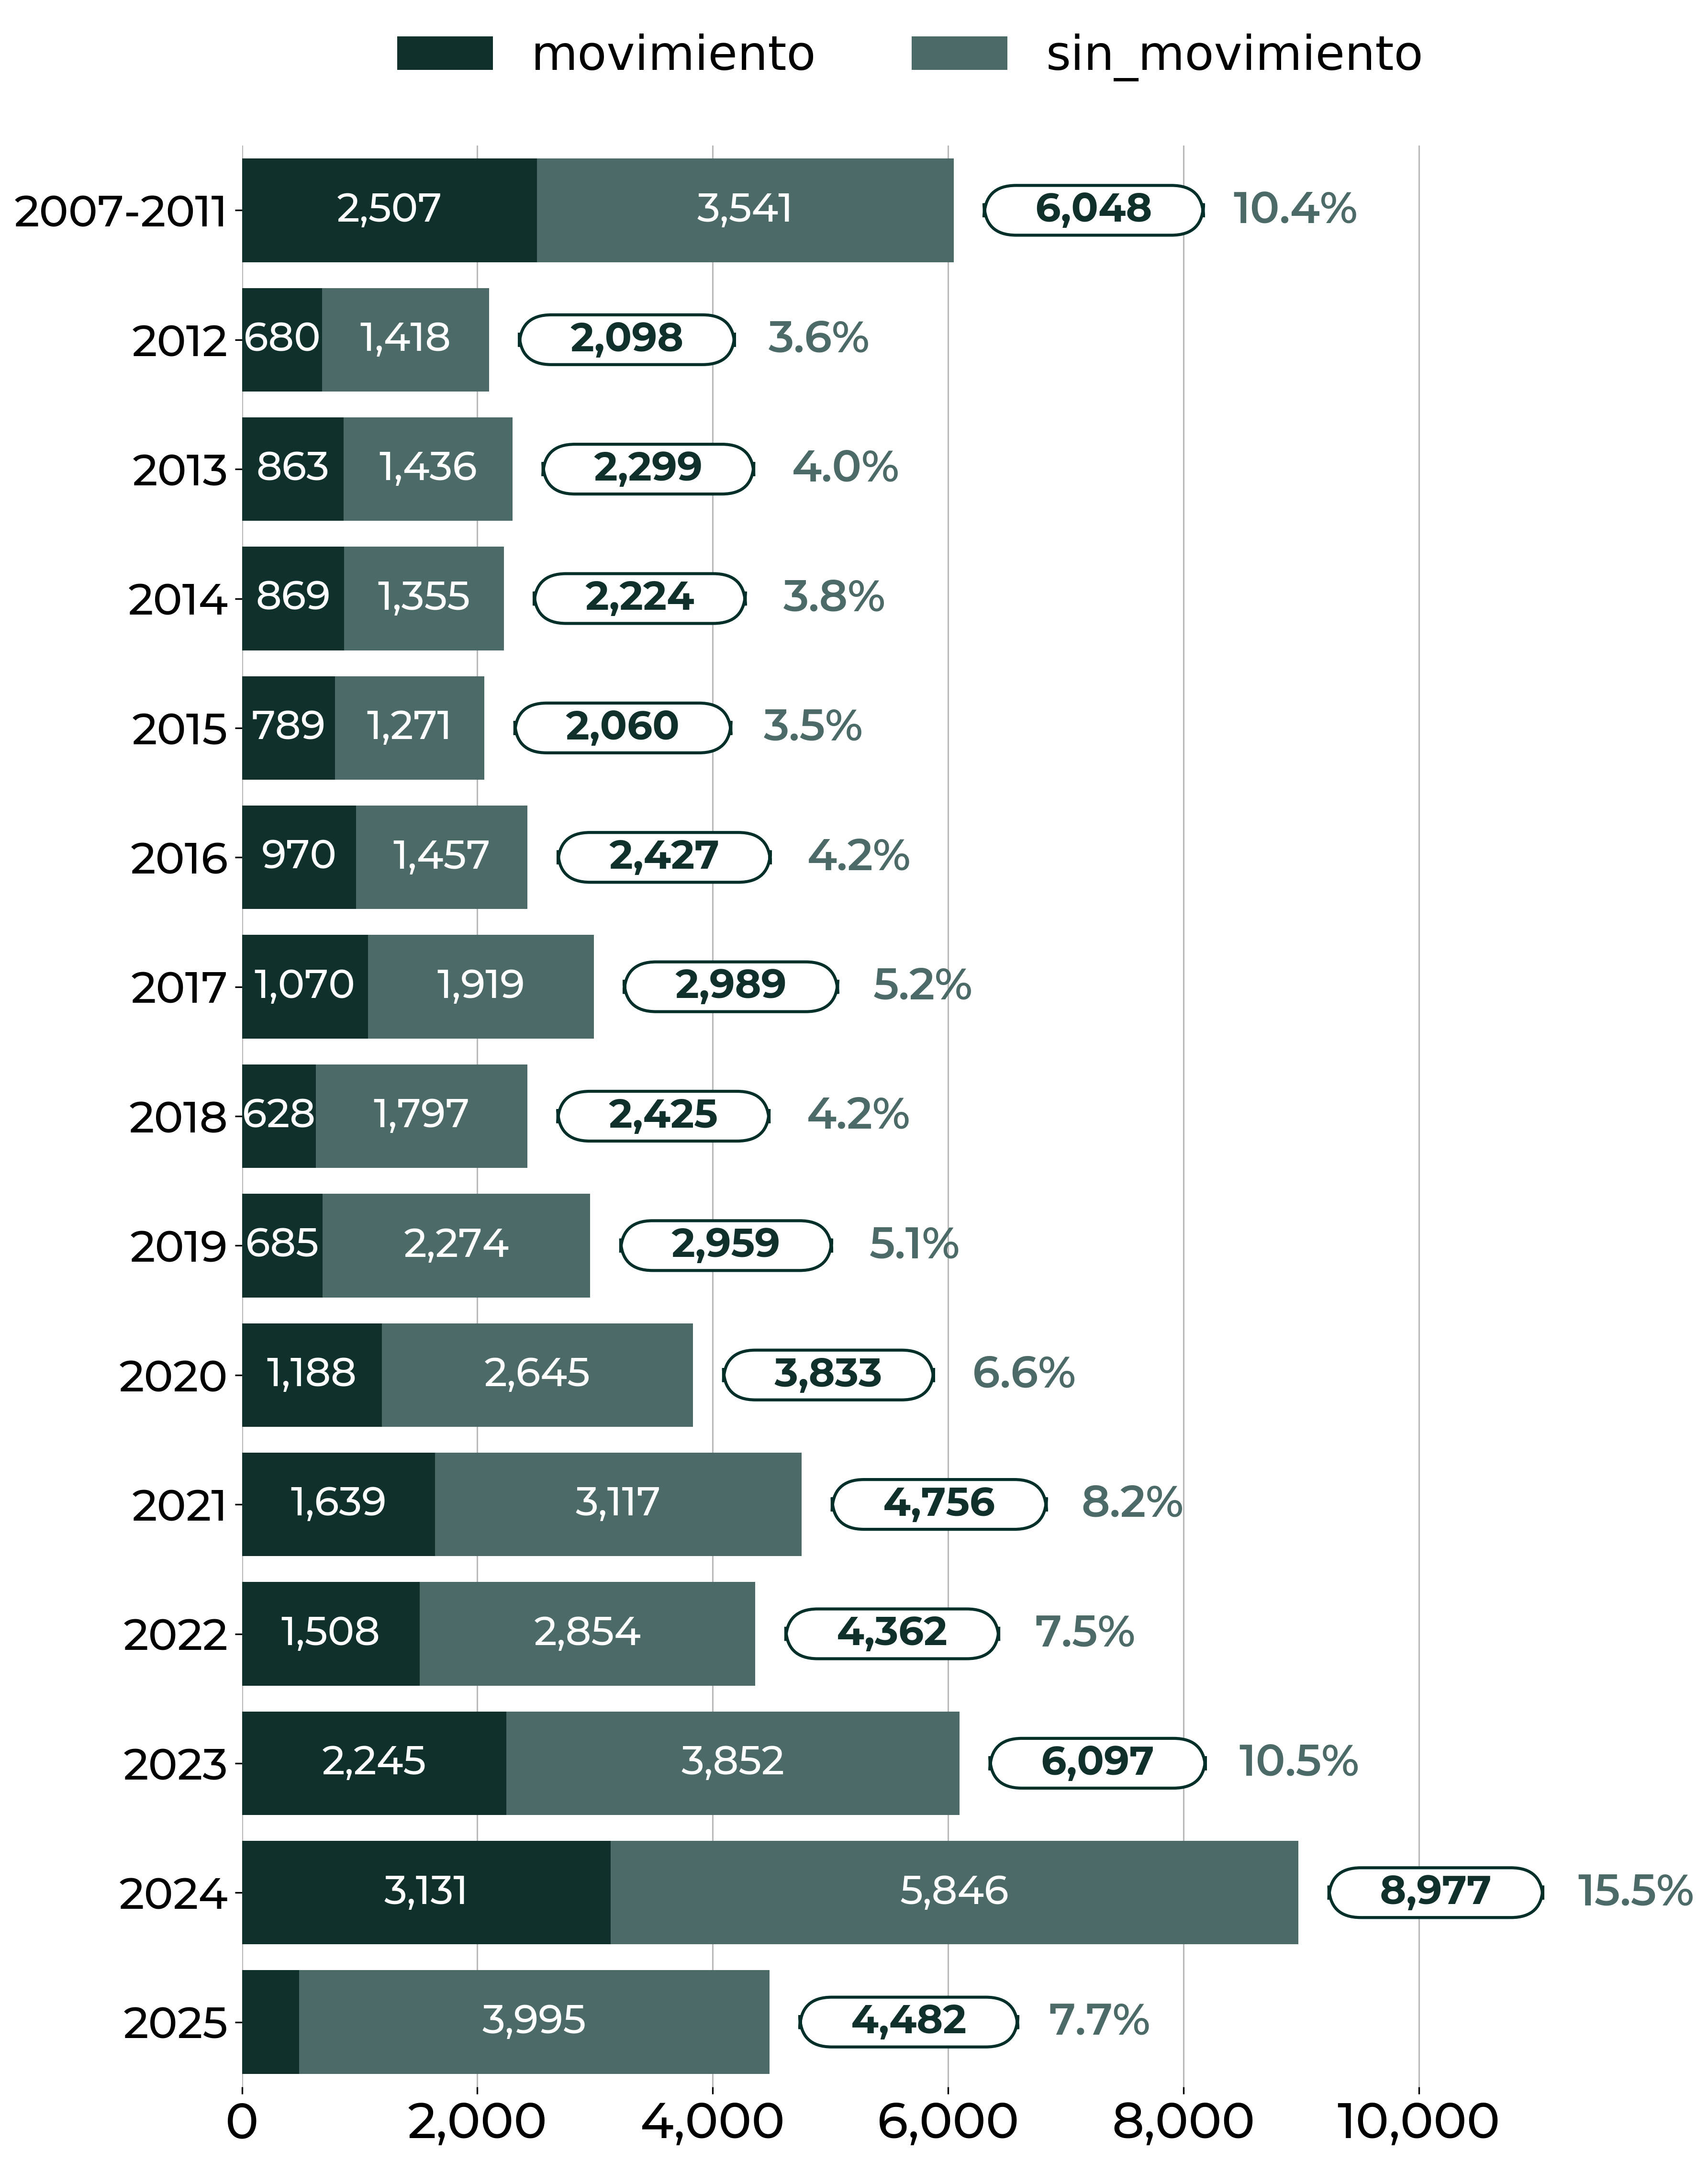 movimiento sin_movimiento
2007-2011 2,507 3,541 6,048 10.4%
2012 680 1,418 2,098 3.6%
2013 863 1,436 2,299 4.0%
2014 869 1,355 2,224 3.8%
2015 789 1,271 2,060 3.5%
2016 970 1,457 2,427 4.2%
2017 1,070 1,919 2,989 5.2%
2018 628 1,797 2,425 4.2%
2019 685 2,274 2,959 5.1%
2020 1,188 2,645 3,833 6.6%
2021 1,639 3,117 4,756 8.2%
2022 1,508 2,854 4,362 7.5%
2023 2,245 3,852 6,097 10.5%
2024 3,131 5,846 8,977 15.5%
2025 3,995 4,482 7.7%
0 2,000 4,000 6,000 8,000 10,000